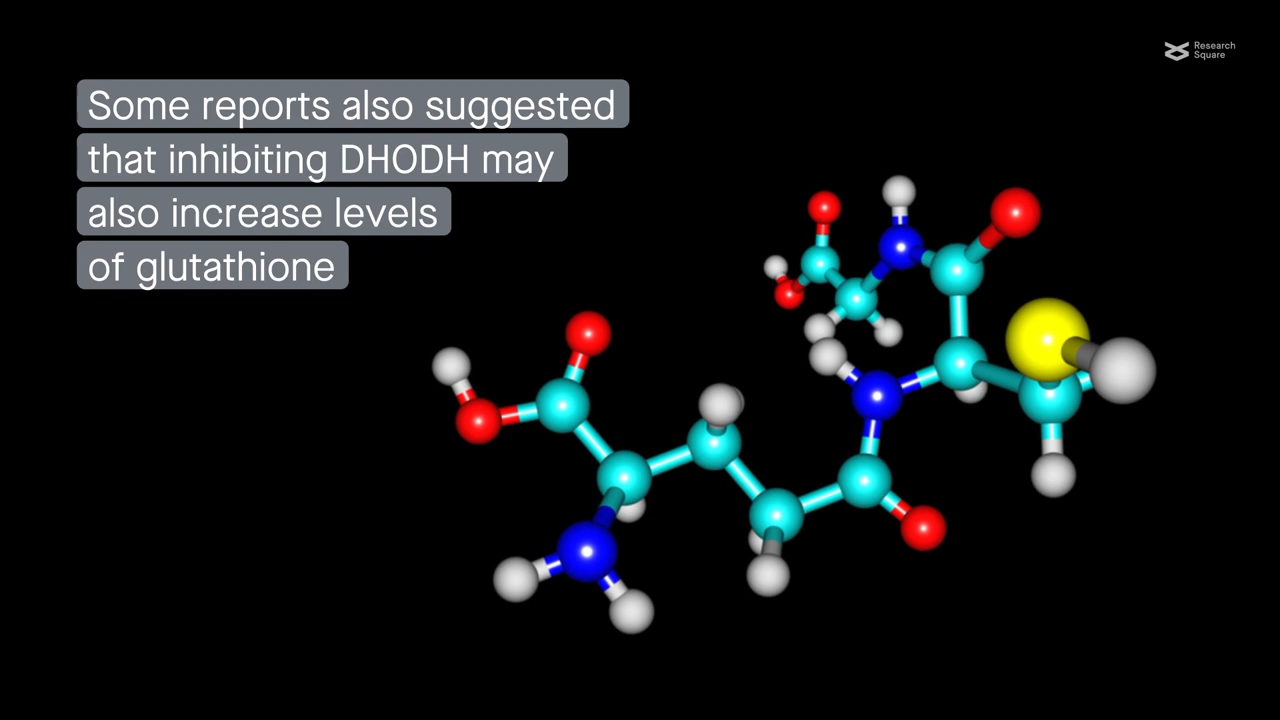 Some reports also suggested
that inhibiting DHODH may
also increase levels
of glutathione
Research
Square